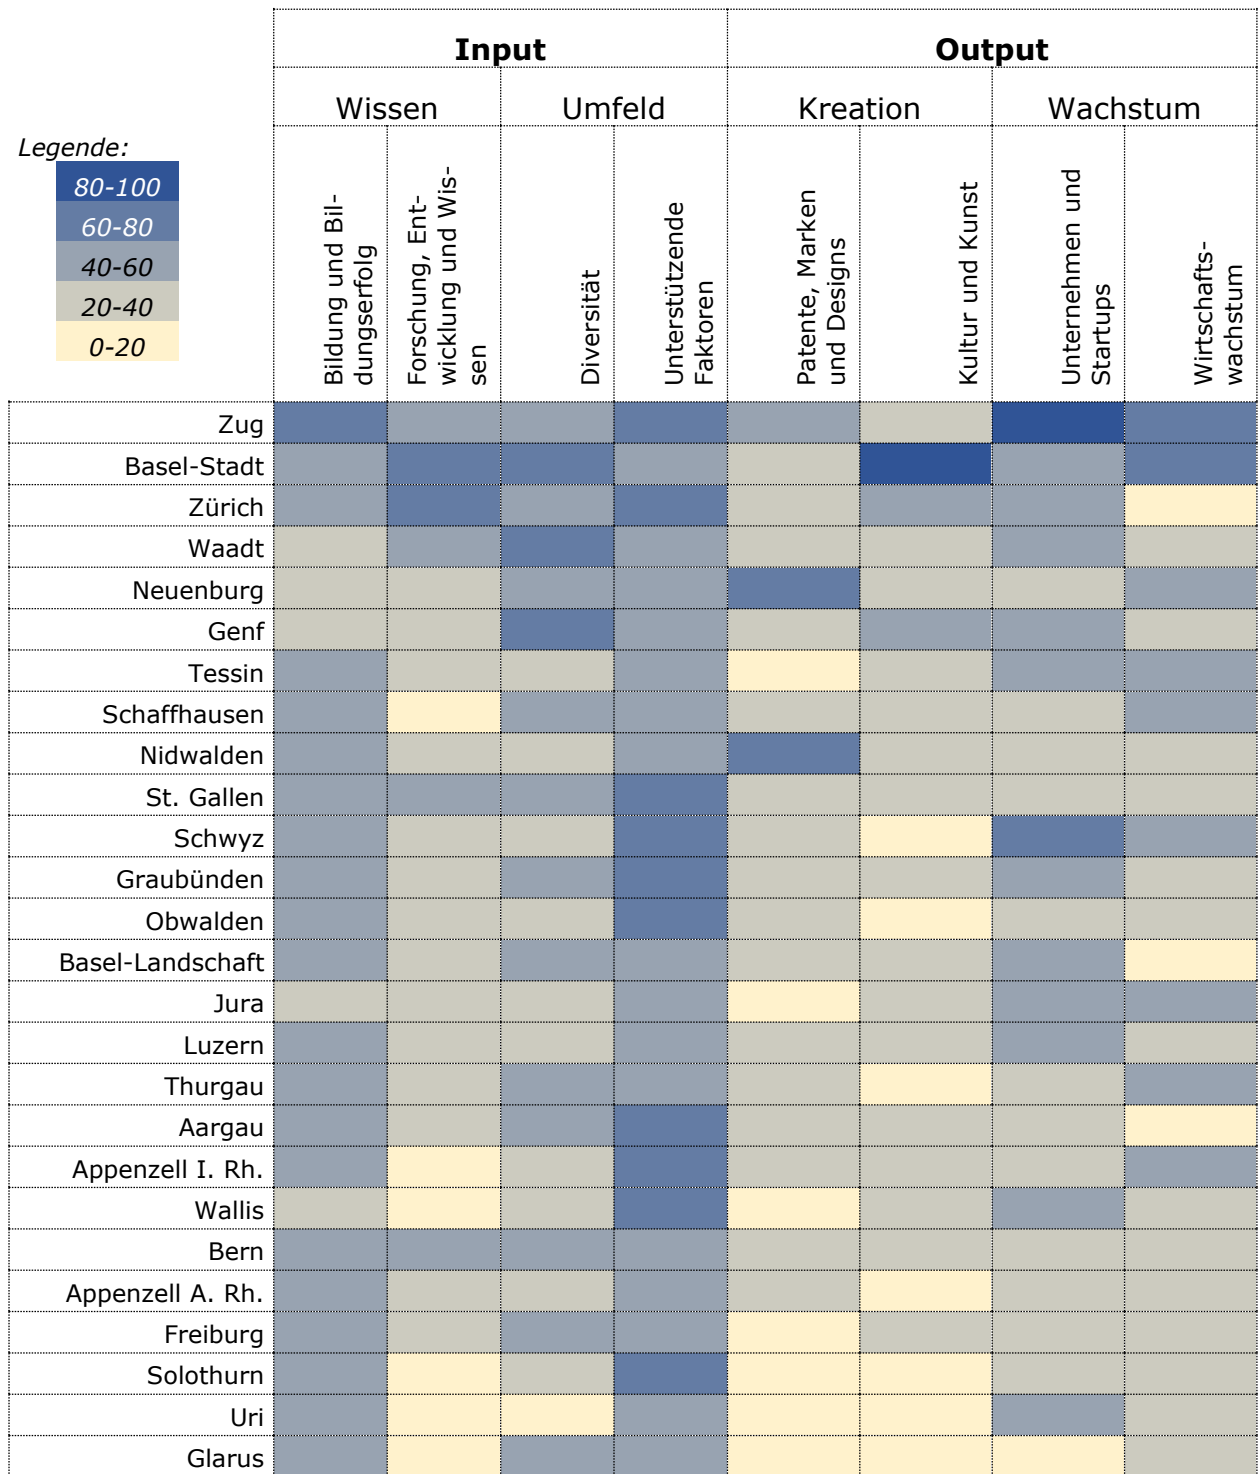 Input Output
Wissen Umfeld Kreation Wachstum
Legende:
80-100
60-80
40-60
20-40
0-20
Bildung und Bil-
dungserfolg
Forschung, Ent-
wicklung und Wis-
sen
Diversität
Unterstützende
Faktoren
Patente, Marken
und Designs
Kultur und Kunst
Unternehmen und
Startups
Wirtschafts-
wachstum
Zug
Basel-Stadt
Zürich
Waadt
Neuenburg
Genf
Tessin
Schaffhausen
Nidwalden
St. Gallen
Schwyz
Graubünden
Obwalden
Basel-Landschaft
Jura
Luzern
Thurgau
Aargau
Appenzell I. Rh.
Wallis
Bern
Appenzell A. Rh.
Freiburg
Solothurn
Uri
Glarus